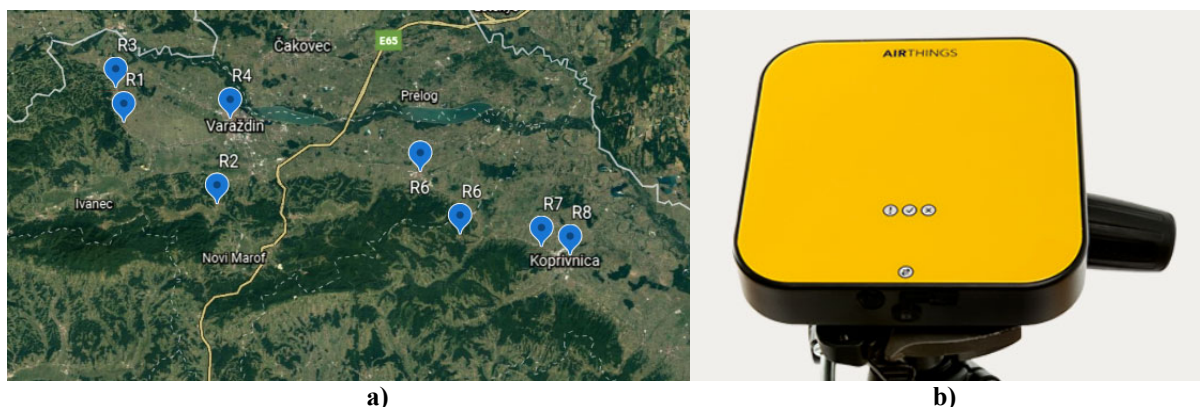 R3
R1
R4
R2
R6
R6
R7
R8
E65
Čakovec
Prelog
Varaždin
Ivanec
Novi Marof
Koprivnica
AIRTHINGS
a)
b)